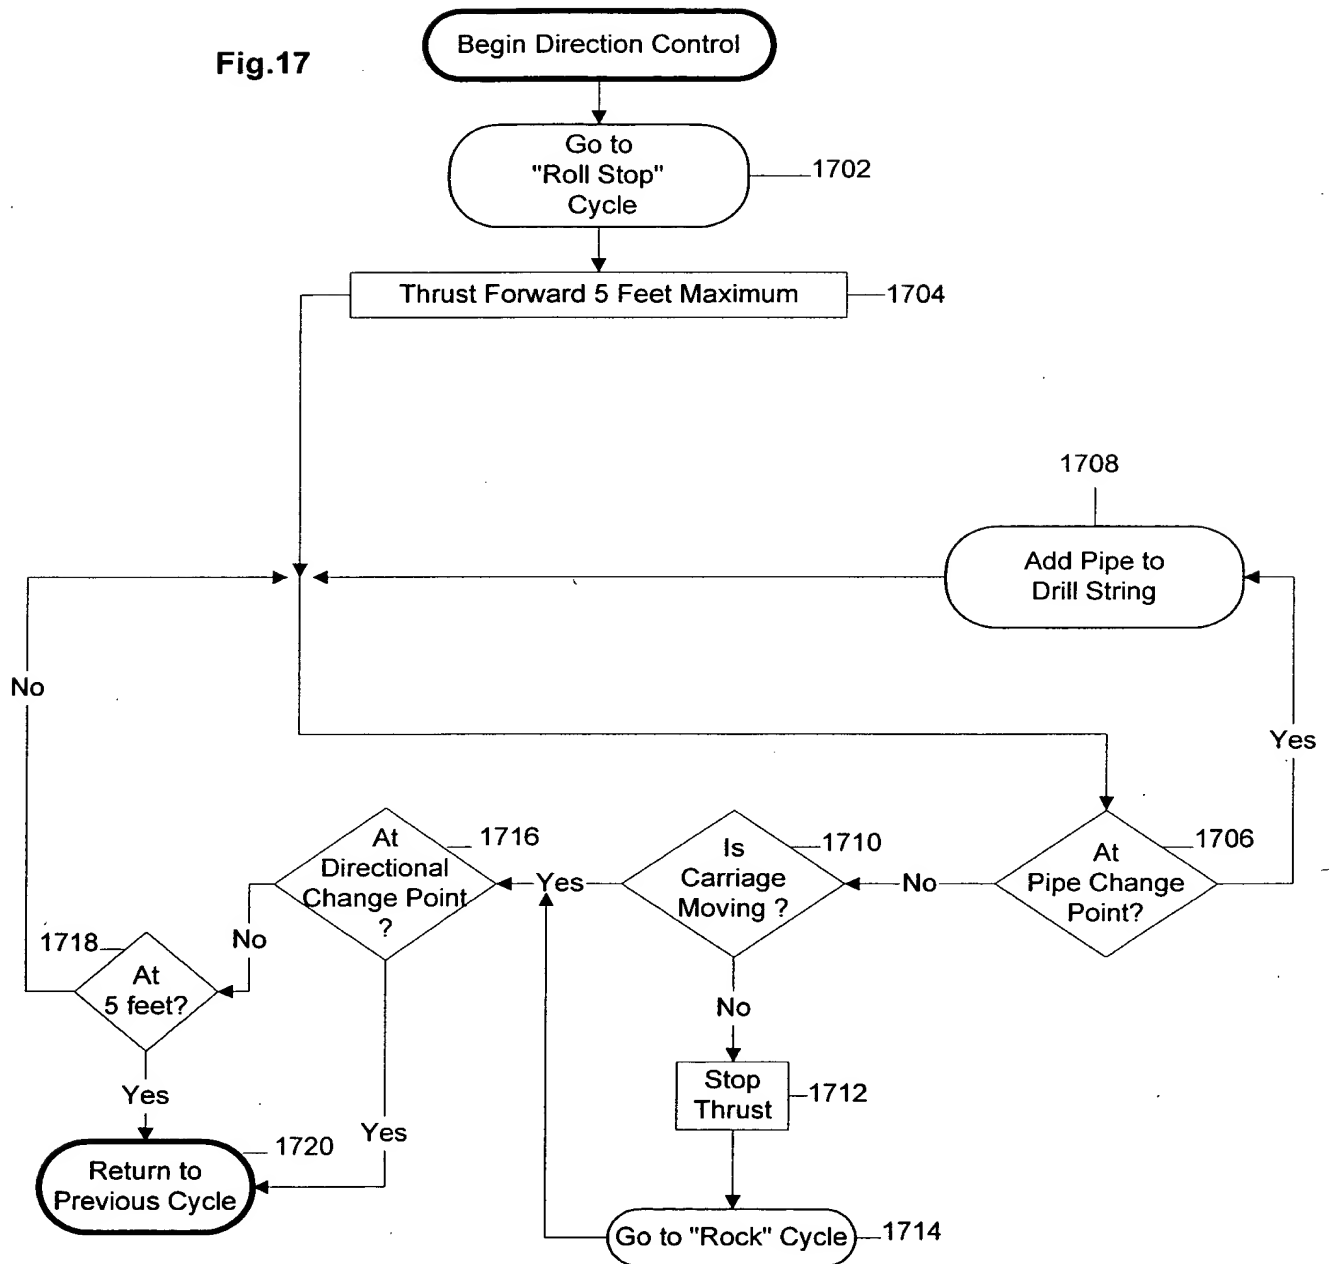 Fig.17
Begin Direction Control
Go to
"Roll Stop"
Cycle
1702
Thrust Forward 5 Feet Maximum
1704
1708
Add Pipe to
Drill String
No
Yes
At
Directional
Change Point
?
1716
Is
Carriage
Moving ?
1710
At
Pipe Change
Point?
1706
Yes
No
1718
At
5 feet?
No
No
Yes
Stop
Thrust
1712
Yes
1720
Return to
Previous Cycle
Go to "Rock" Cycle
1714